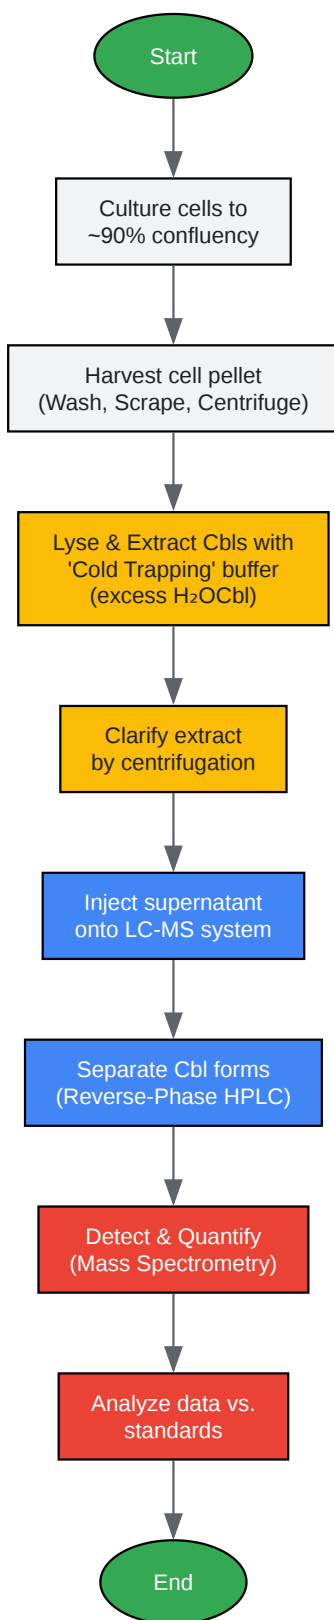 Start
Culture cells to
~90% confluency
Harvest cell pellet
(Wash, Scrape, Centrifuge)
Lyse & Extract Cbls with
'Cold Trapping' buffer
(excess H₂OCbl)
Clarify extract
by centrifugation
Inject supernatant
onto LC-MS system
Separate Cbl forms
(Reverse-Phase HPLC)
Detect & Quantify
(Mass Spectrometry)
Analyze data vs.
standards
End